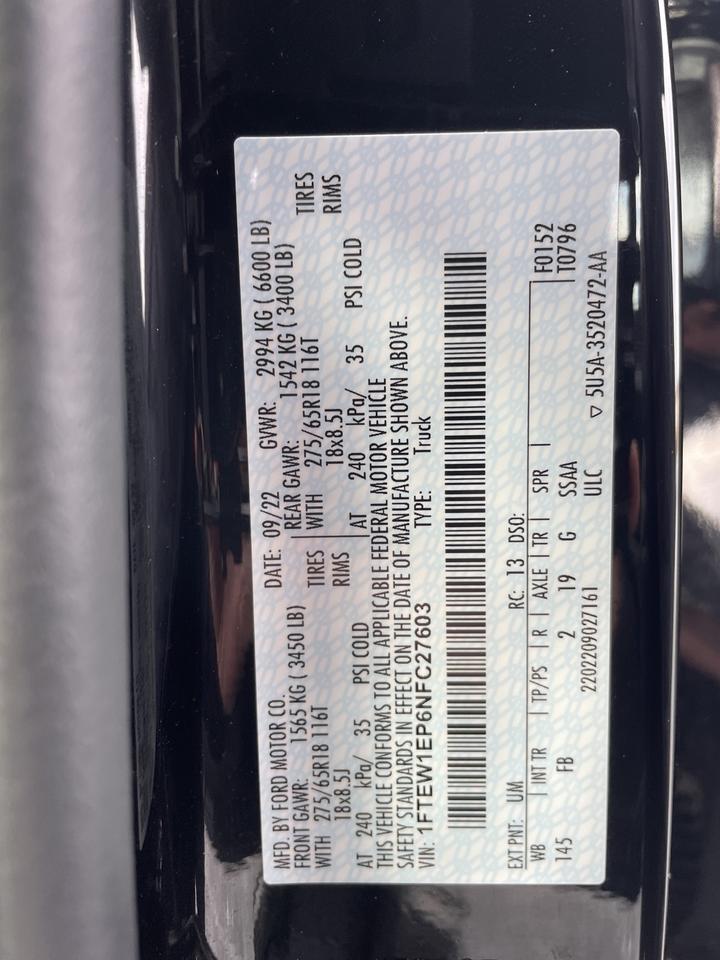 MFD. BY FORD MOTOR CO. DATE: 09/22 GVWR: 2994 KG ( 6600 LB)
FRONT GAWR: 1565 KG ( 3450 LB) REAR GAWR: 1542 KG ( 3400 LB)
WITH 275/65R18 116T TIRES WITH 275/65R18 116T TIRES
18x8.5J RIMS 18x8.5J RIMS
AT 240 kPa/ 35 PSI COLD AT 240 kPa/ 35 PSI COLD
THIS VEHICLE CONFORMS TO ALL APPLICABLE FEDERAL MOTOR VEHICLE
SAFETY STANDARDS IN EFFECT ON THE DATE OF MANUFACTURE SHOWN ABOVE.
VIN: 1FTEW1EP6NFC27603 TYPE: Truck
EXT PNT: UM RC: 13 DSO: F0152
WB INT TR TP/PS R AXLE TR SPR T0796
145 FB 2 19 G SSAA
2202209027161 ULC ▽ 5U5A-3520472-AA